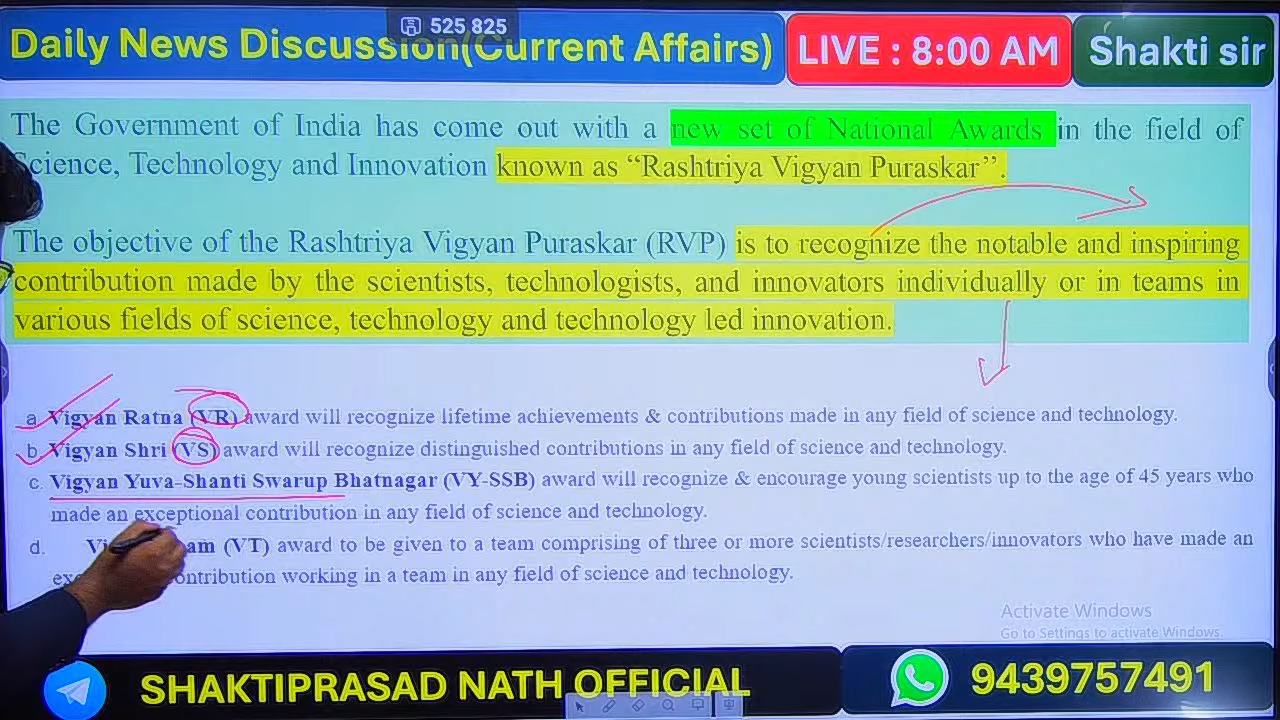 525 825
Daily News Discussion(Current Affairs)
LIVE : 8:00 AM
Shakti sir
The Government of India has come out with a new set of National Awards in the field of
Science, Technology and Innovation known as “Rashtriya Vigyan Puraskar”.
The objective of the Rashtriya Vigyan Puraskar (RVP) is to recognize the notable and inspiring
contribution made by the scientists, technologists, and innovators individually or in teams in
various fields of science, technology and technology led innovation.
a. Vigyan Ratna (VR) award will recognize lifetime achievements & contributions made in any field of science and technology.
b. Vigyan Shri (VS) award will recognize distinguished contributions in any field of science and technology.
c. Vigyan Yuva-Shanti Swarup Bhatnagar (VY-SSB) award will recognize & encourage young scientists up to the age of 45 years who
made an exceptional contribution in any field of science and technology.
d. (VT) award to be given to a team comprising of three or more scientists/researchers/innovators who have made an
contribution working in a team in any field of science and technology.
Activate Windows
Go to Settings to activate Windows.
SHAKTIPRASAD NATH OFFICIAL
9439757491